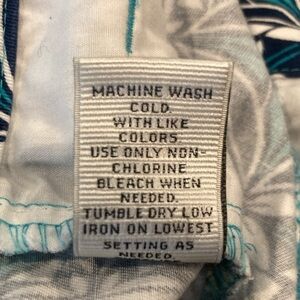 MACHINE WASH
COLD.
WITH LIKE
COLORS.
USE ONLY NON-
CHLORINE
BLEACH WHEN
NEEDED.
TUMBLE DRY LOW
IRON ON LOWEST
SETTING AS
NEEDED.